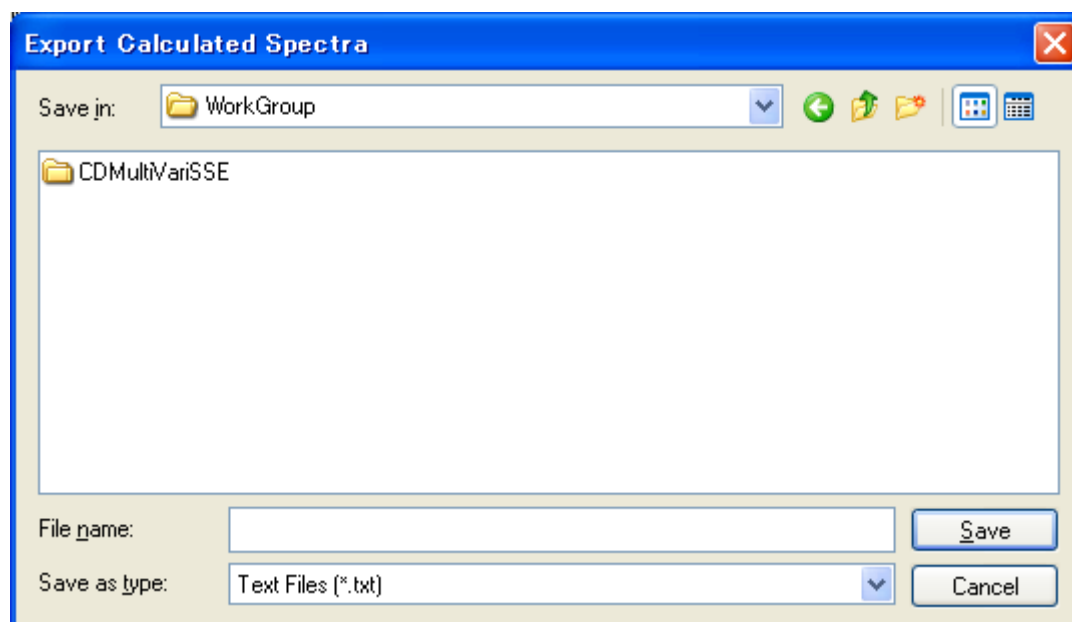 Export Calculated Spectra
Save in: WorkGroup
CDMultiVariSSE
File name: Save
Save as type: Text Files (*.txt) Cancel